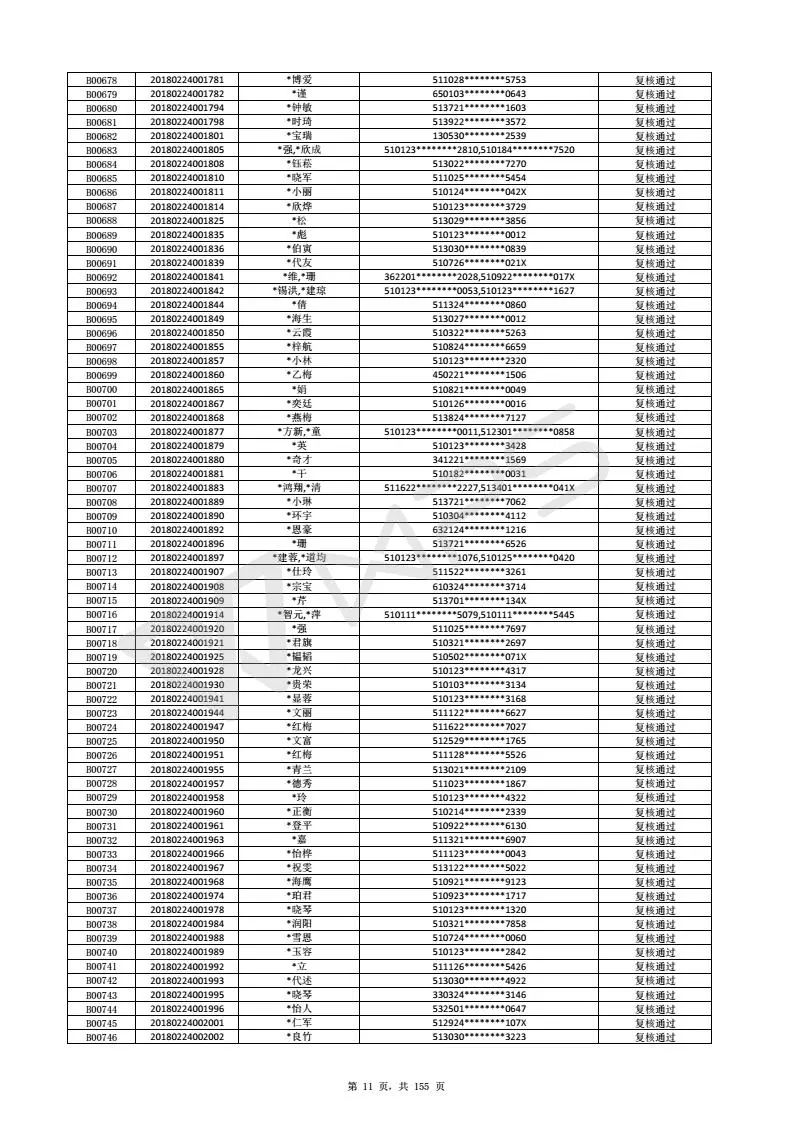 B00678 20180224001781 *博爱 511028********5753 复核通过
B00679 20180224001782 *谨 650103********0643 复核通过
B00680 20180224001794 *钟敏 513721********1603 复核通过
B00681 20180224001798 *时琦 513922********3572 复核通过
B00682 20180224001801 *宝瑞 130530********2539 复核通过
B00683 20180224001805 *强,*欣成 510123********2810,510184********7520 复核通过
B00684 20180224001808 *钰菘 513022********7270 复核通过
B00685 20180224001810 *晓军 511025********5454 复核通过
B00686 20180224001811 *小丽 510124********042X 复核通过
B00687 20180224001814 *欣烨 510123********3729 复核通过
B00688 20180224001825 *松 513029********3856 复核通过
B00689 20180224001835 *彪 510123********0012 复核通过
B00690 20180224001836 *伯寅 513030********0839 复核通过
B00691 20180224001839 *代友 510726********021X 复核通过
B00692 20180224001841 *维,*珊 362201********2028,510922********017X 复核通过
B00693 20180224001842 *锡洪,*建琼 510123********0053,510123********1627 复核通过
B00694 20180224001844 *倩 511324********0860 复核通过
B00695 20180224001849 *海生 513027********0012 复核通过
B00696 20180224001850 *云霞 510322********5263 复核通过
B00697 20180224001855 *梓航 510824********6659 复核通过
B00698 20180224001857 *小林 510123********2320 复核通过
B00699 20180224001860 *乙梅 450221********1506 复核通过
B00700 20180224001865 *娟 510821********0049 复核通过
B00701 20180224001867 *奕廷 510126********0016 复核通过
B00702 20180224001868 *燕梅 513824********7127 复核通过
B00703 20180224001877 *方新,*童 510123********0011,512301********0858 复核通过
B00704 20180224001879 *英 510123********3428 复核通过
B00705 20180224001880 *奇才 341221********1569 复核通过
B00706 20180224001881 *干 510182********0031 复核通过
B00707 20180224001883 *鸿翔,*清 511622********2227,513401********041X 复核通过
B00708 20180224001889 *小琳 513721********7062 复核通过
B00709 20180224001890 *环宇 510304********4112 复核通过
B00710 20180224001892 *恩豪 632124********1216 复核通过
B00711 20180224001896 *珊 513721********6526 复核通过
B00712 20180224001897 *建蓉,*道均 510123********1076,510125********0420 复核通过
B00713 20180224001907 *仕玲 511522********3261 复核通过
B00714 20180224001908 *宗宝 610324********3714 复核通过
B00715 20180224001909 *芹 513701********134X 复核通过
B00716 20180224001914 *智元,*萍 510111********5079,510111********5445 复核通过
B00717 20180224001920 *强 511025********7697 复核通过
B00718 20180224001921 *君旗 510321********2697 复核通过
B00719 20180224001925 *韫韬 510502********071X 复核通过
B00720 20180224001928 *龙兴 510123********4317 复核通过
B00721 20180224001930 *贵荣 510103********3134 复核通过
B00722 20180224001941 *显蓉 510123********3168 复核通过
B00723 20180224001944 *文丽 511122********6627 复核通过
B00724 20180224001947 *红梅 511622********7027 复核通过
B00725 20180224001950 *文富 512529********1765 复核通过
B00726 20180224001951 *红梅 511128********5526 复核通过
B00727 20180224001955 *青兰 513021********2109 复核通过
B00728 20180224001957 *德秀 511023********1867 复核通过
B00729 20180224001958 *玲 510123********4322 复核通过
B00730 20180224001960 *正衡 510214********2339 复核通过
B00731 20180224001961 *登平 510922********6130 复核通过
B00732 20180224001963 *嘉 511321********6907 复核通过
B00733 20180224001966 *怡桦 511123********0043 复核通过
B00734 20180224001967 *祝雯 513122********5022 复核通过
B00735 20180224001968 *海鹰 510921********9123 复核通过
B00736 20180224001974 *珀君 510923********1717 复核通过
B00737 20180224001978 *晓琴 510123********1320 复核通过
B00738 20180224001984 *润阳 510321********7858 复核通过
B00739 20180224001988 *雪恩 510724********0060 复核通过
B00740 20180224001989 *玉容 510123********2842 复核通过
B00741 20180224001992 *立 511126********5426 复核通过
B00742 20180224001993 *代述 513030********4922 复核通过
B00743 20180224001995 *晓琴 330324********3146 复核通过
B00744 20180224001996 *怡人 532501********0647 复核通过
B00745 20180224002001 *仁军 512924********107X 复核通过
B00746 20180224002002 *良竹 513030********3223 复核通过
第 11 页，共 155 页